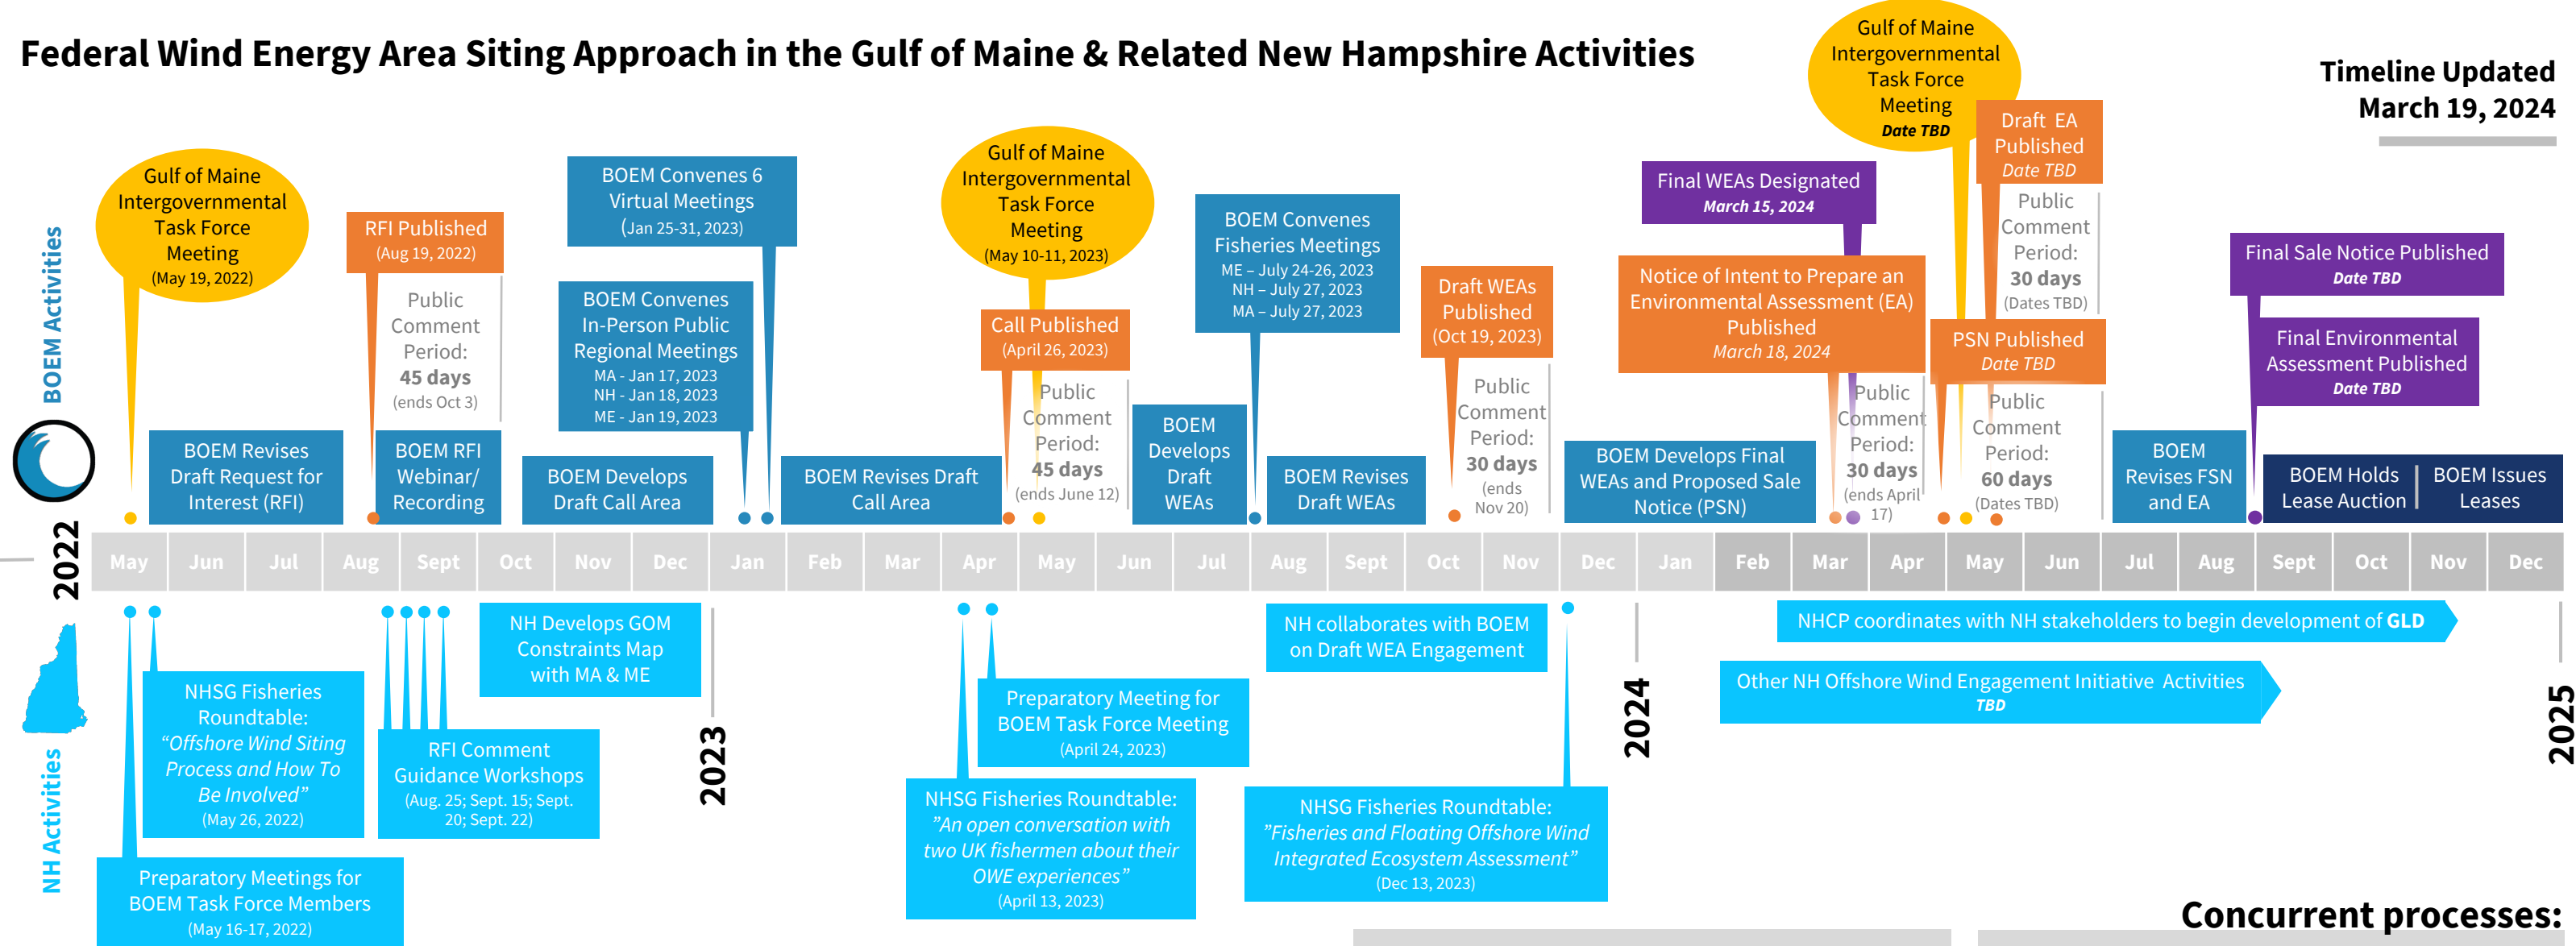 Federal Wind Energy Area Siting Approach in the Gulf of Maine & Related New Hampshire Activities
Timeline Updated
March 19, 2024
BOEM Activities
Gulf of Maine
Intergovernmental
Task Force
Meeting
(May 19, 2022)
BOEM Revises
Draft Request for
Interest (RFI)
RFI Published
(Aug 19, 2022)
Public
Comment
Period:
45 days
(ends Oct 3)
BOEM RFI
Webinar/
Recording
BOEM Develops
Draft Call Area
BOEM Convenes 6
Virtual Meetings
(Jan 25-31, 2023)
BOEM Convenes
In-Person Public
Regional Meetings
MA - Jan 17, 2023
NH - Jan 18, 2023
ME - Jan 19, 2023
BOEM Revises Draft
Call Area
Gulf of Maine
Intergovernmental
Task Force
Meeting
(May 10-11, 2023)
Call Published
(April 26, 2023)
Public
Comment
Period:
45 days
(ends June 12)
BOEM
Develops
Draft
WEAs
BOEM Convenes
Fisheries Meetings
ME – July 24-26, 2023
NH – July 27, 2023
MA – July 27, 2023
BOEM Revises
Draft WEAs
Draft WEAs
Published
(Oct 19, 2023)
Public
Comment
Period:
30 days
(ends
Nov 20)
BOEM Develops Final
WEAs and Proposed Sale
Notice (PSN)
Final WEAs Designated
March 15, 2024
Notice of Intent to Prepare an
Environmental Assessment (EA)
Published
March 18, 2024
Public
Comment
Period:
30 days
(ends April
17)
Gulf of Maine
Intergovernmental
Task Force
Meeting
Date TBD
Draft EA
Published
Date TBD
Public
Comment
Period:
30 days
(Dates TBD)
PSN Published
Date TBD
Public
Comment
Period:
60 days
(Dates TBD)
BOEM
Revises FSN
and EA
Final Sale Notice Published
Date TBD
Final Environmental
Assessment Published
Date TBD
BOEM Holds
Lease Auction
BOEM Issues
Leases
2022
May Jun Jul Aug Sept Oct Nov Dec Jan Feb Mar Apr May Jun Jul Aug Sept Oct Nov Dec Jan Feb Mar Apr May Jun Jul Aug Sept Oct Nov Dec
2023
2024
2025
NH Activities
Preparatory Meetings for
BOEM Task Force Members
(May 16-17, 2022)
NHSG Fisheries
Roundtable:
“Offshore Wind Siting
Process and How To
Be Involved”
(May 26, 2022)
RFI Comment
Guidance Workshops
(Aug. 25; Sept. 15; Sept.
20; Sept. 22)
NH Develops GOM
Constraints Map
with MA & ME
NHSG Fisheries Roundtable:
”An open conversation with
two UK fishermen about their
OWE experiences”
(April 13, 2023)
Preparatory Meeting for
BOEM Task Force Meeting
(April 24, 2023)
NH collaborates with BOEM
on Draft WEA Engagement
NHSG Fisheries Roundtable:
”Fisheries and Floating Offshore Wind
Integrated Ecosystem Assessment”
(Dec 13, 2023)
NHCP coordinates with NH stakeholders to begin development of GLD
Other NH Offshore Wind Engagement Initiative Activities
TBD
Concurrent processes: